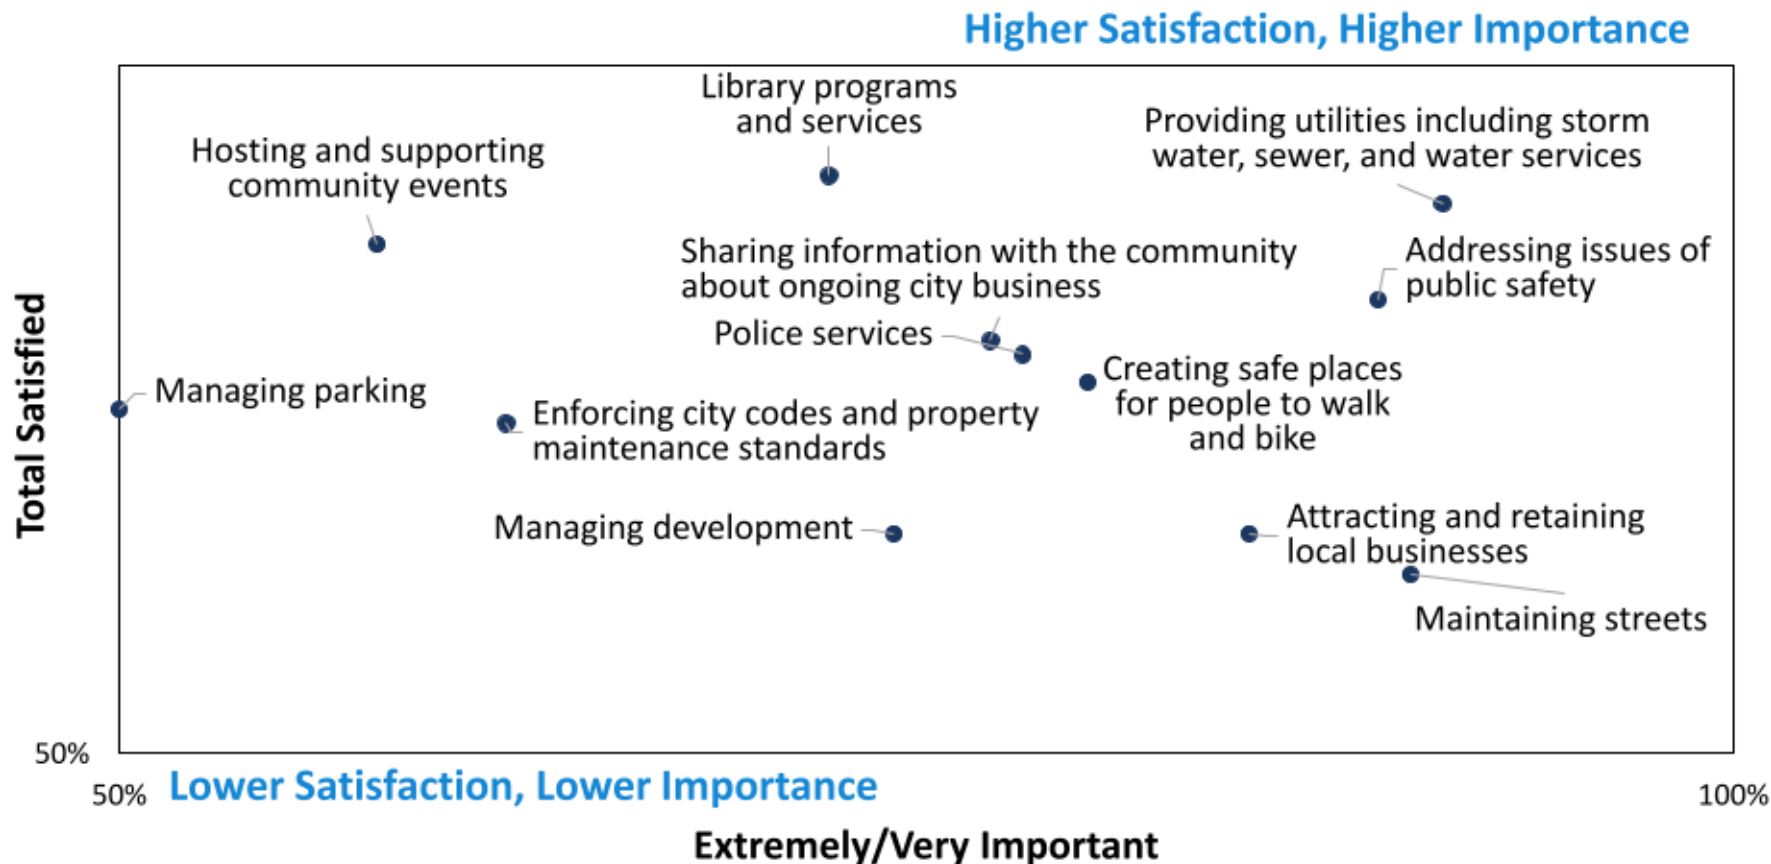 Higher Satisfaction, Higher Importance
Library programs
and services
Providing utilities including storm
water, sewer, and water services
Hosting and supporting
community events
Sharing information with the community
about ongoing city business
Addressing issues of
public safety
Police services
Total Satisfied
Managing parking
Creating safe places
for people to walk
and bike
Enforcing city codes and property
maintenance standards
Managing development
Attracting and retaining
local businesses
Maintaining streets
50%
50%
Lower Satisfaction, Lower Importance
100%
Extremely/Very Important